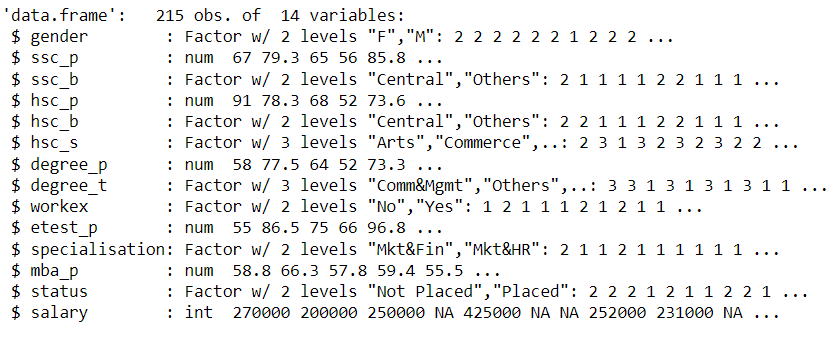 'data.frame':   215 obs. of  14 variables:
 $ gender        : Factor w/ 2 levels "F","M": 2 2 2 2 2 2 1 2 2 2 ...
 $ ssc_p         : num  67 79.3 65 56 85.8 ...
 $ ssc_b         : Factor w/ 2 levels "Central","Others": 2 1 1 1 1 2 2 1 1 1 ...
 $ hsc_p         : num  91 78.3 68 52 73.6 ...
 $ hsc_b         : Factor w/ 2 levels "Central","Others": 2 2 1 1 1 2 2 1 1 1 ...
 $ hsc_s         : Factor w/ 3 levels "Arts","Commerce",..: 2 3 1 3 2 3 2 3 2 2 ...
 $ degree_p      : num  58 77.5 64 52 73.3 ...
 $ degree_t      : Factor w/ 3 levels "Comm&Mgmt","Others",..: 3 3 1 3 1 3 1 3 1 1 ...
 $ workex        : Factor w/ 2 levels "No","Yes": 1 2 1 1 1 2 1 2 1 1 ...
 $ etest_p       : num  55 86.5 75 66 96.8 ...
 $ specialisation: Factor w/ 2 levels "Mkt&Fin","Mkt&HR": 2 1 1 2 1 1 1 1 1 1 ...
 $ mba_p         : num  58.8 66.3 57.8 59.4 55.5 ...
 $ status        : Factor w/ 2 levels "Not Placed","Placed": 2 2 2 1 2 1 1 2 2 1 ...
 $ salary        : int  270000 200000 250000 NA 425000 NA NA 252000 231000 NA ...